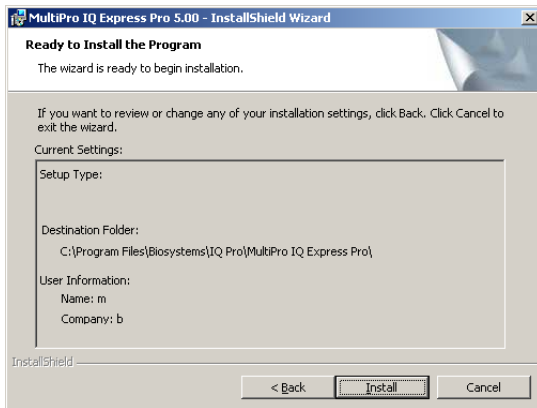 MultiPro IQ Express Pro 5.00 - InstallShield Wizard
Ready to Install the Program
The wizard is ready to begin installation.
If you want to review or change any of your installation settings, click Back. Click Cancel to
exit the wizard.
Current Settings:
Setup Type:
Destination Folder:
C:\Program Files\Biosystems\IQ Pro\MultiPro IQ Express Pro\
User Information:
Name: m
Company: b
InstallShield
< Back
Install
Cancel